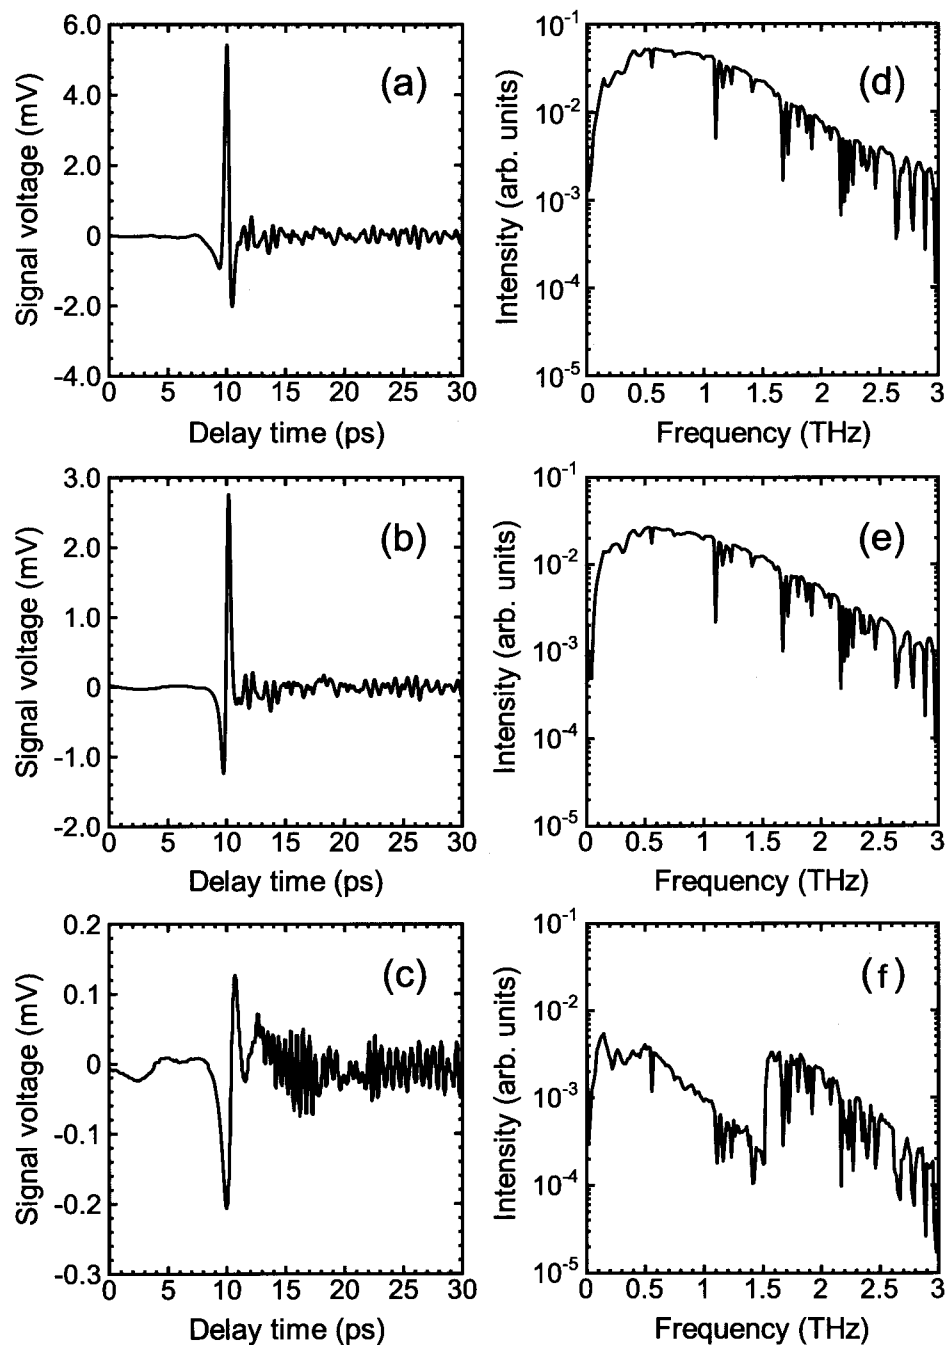 6.0
4.0
2.0
0
-2.0
-4.0
Signal voltage (mV)
(a)
0 5 10 15 20 25 30
Delay time (ps)
10-1
10-2
10-3
10-4
10-5
Intensity (arb. units)
(d)
0 0.5 1 1.5 2 2.5 3
Frequency (THz)
3.0
2.0
1.0
0
-1.0
-2.0
Signal voltage (mV)
(b)
0 5 10 15 20 25 30
Delay time (ps)
10-1
10-2
10-3
10-4
10-5
Intensity (arb. units)
(e)
0 0.5 1 1.5 2 2.5 3
Frequency (THz)
0.2
0.1
0
-0.1
-0.2
-0.3
Signal voltage (mV)
(c)
0 5 10 15 20 25 30
Delay time (ps)
10-1
10-2
10-3
10-4
10-5
Intensity (arb. units)
(f)
0 0.5 1 1.5 2 2.5 3
Frequency (THz)